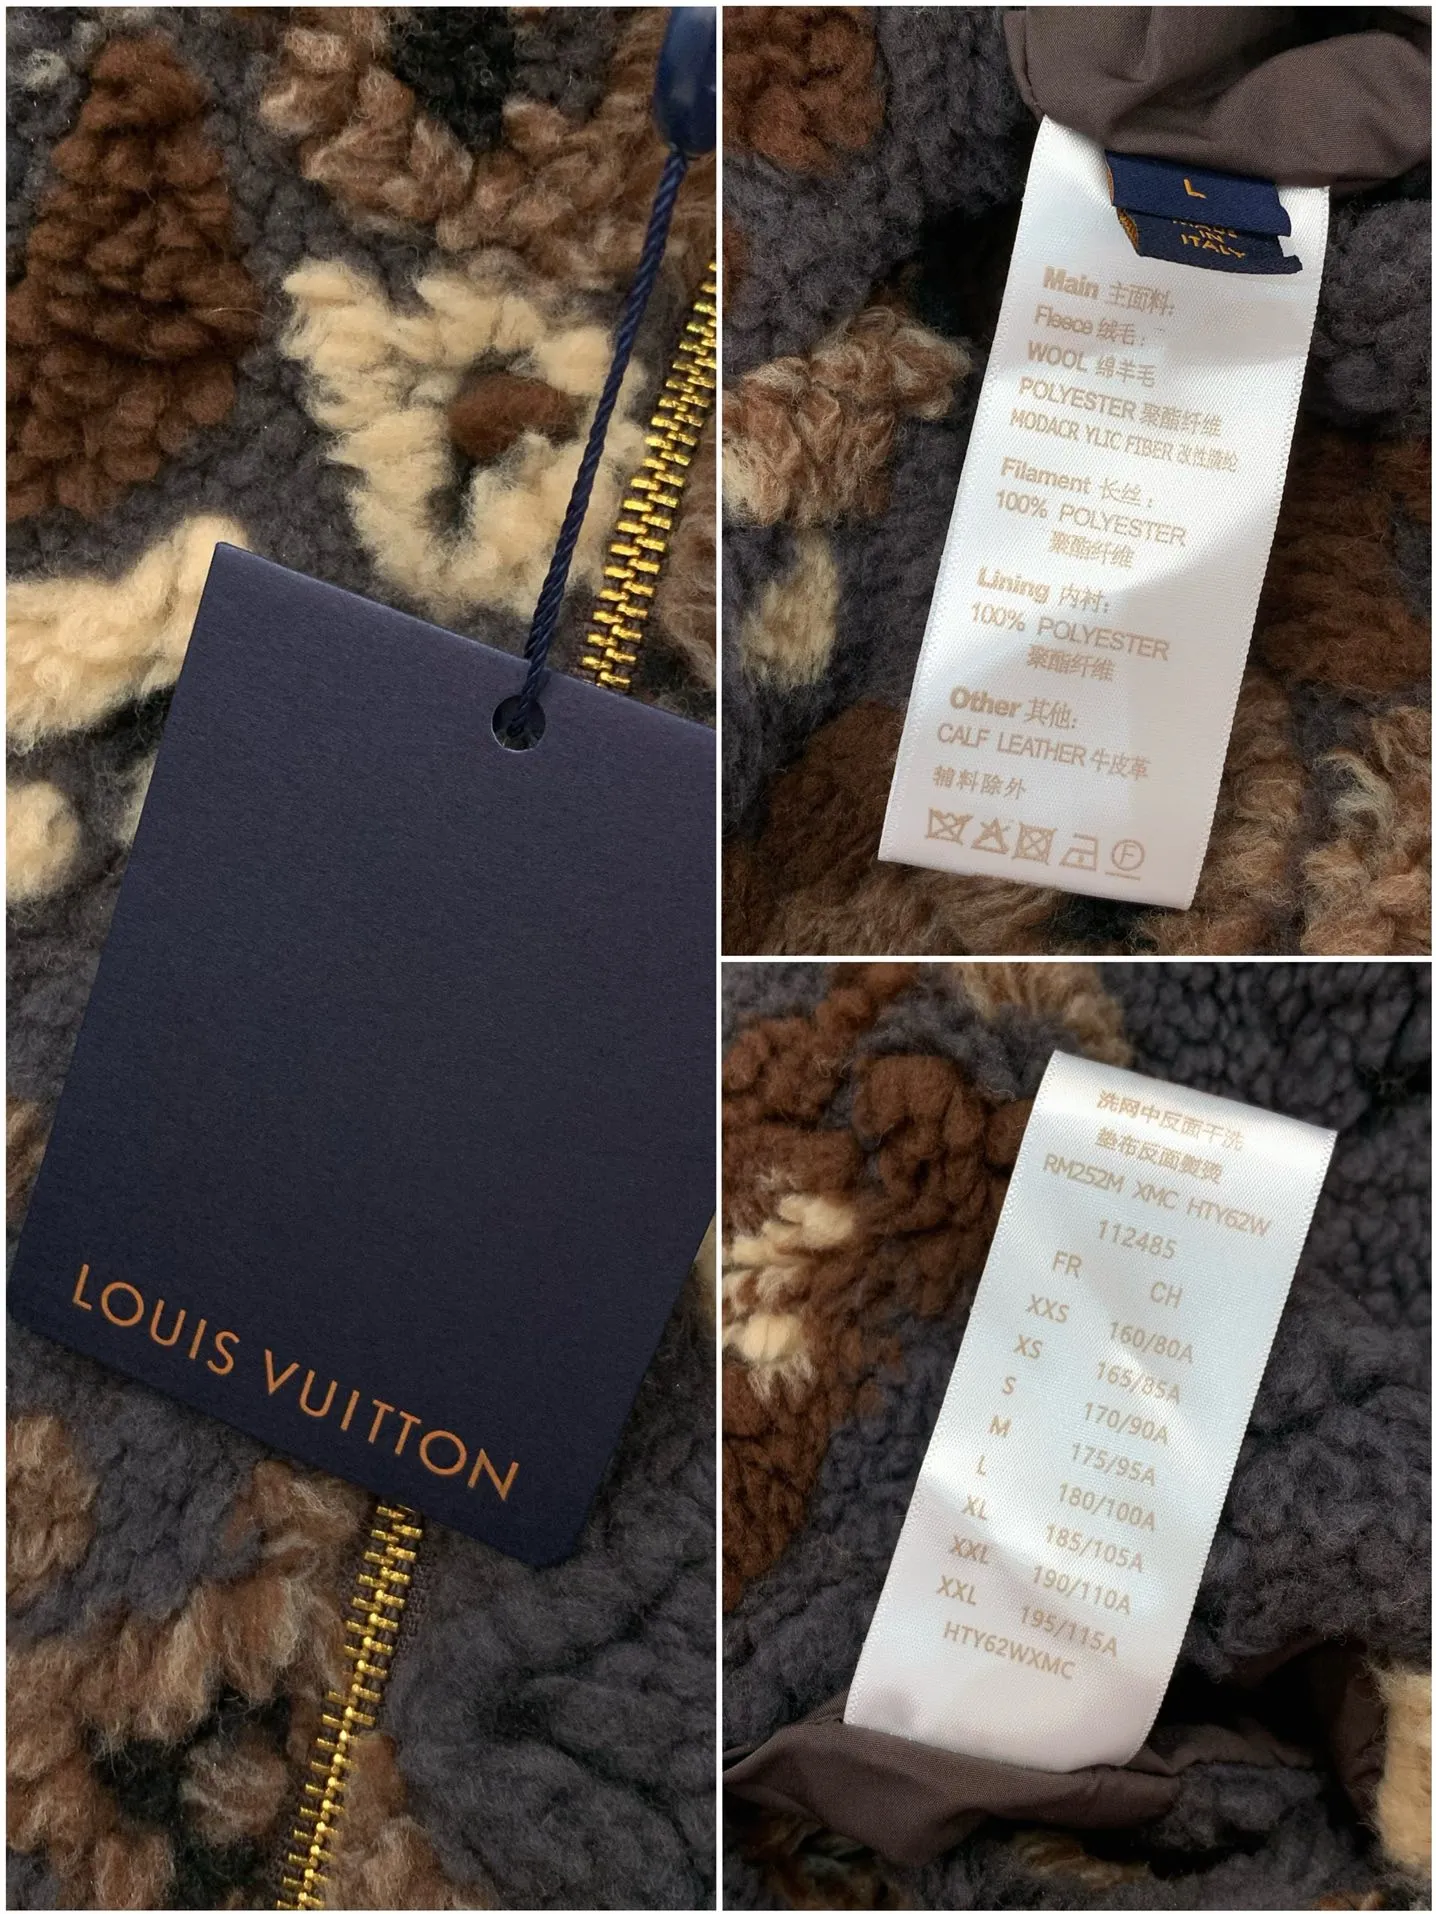 LOUIS VUITTON
L
MADE
IN
ITALY
Main 主面料:
Fleece 绒毛:
WOOL 绵羊毛
POLYESTER 聚酯纤维
MODACR YLIC FIBER 改性腈纶
Filament 长丝:
100% POLYESTER
聚酯纤维
Lining 内衬:
100% POLYESTER
聚酯纤维
Other 其他:
CALF LEATHER 牛皮革
辅料除外
F
洗网中反面干洗
垫布反面熨烫
RM252M XMC HTY62W
112485
FR CH
XXS 160/80A
XS 165/85A
S 170/90A
M 175/95A
L 180/100A
XL 185/105A
XXL 190/110A
XXL 195/115A
HTY62WXMC